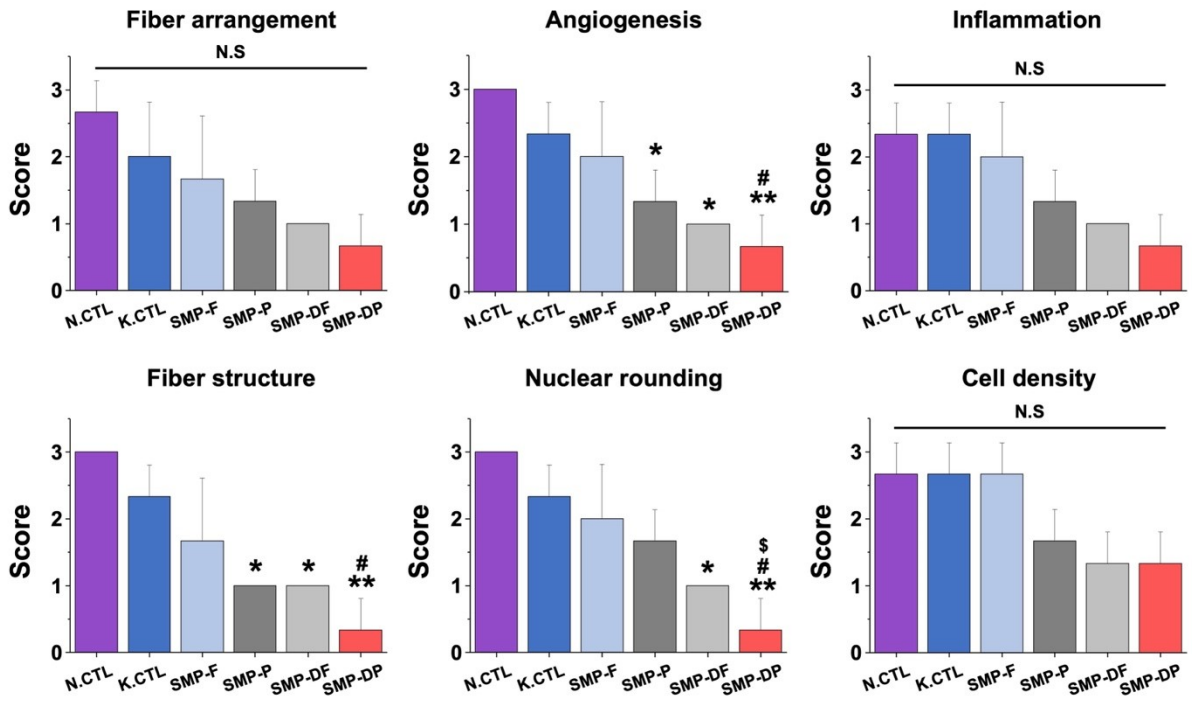 Fiber arrangement
N.S
Score
3
2
1
0
N.CTL K.CTL SMP-F SMP-P SMP-DF SMP-DP
Angiogenesis
Score
3
2
1
0
*
*
#
**
N.CTL K.CTL SMP-F SMP-P SMP-DF SMP-DP
Inflammation
N.S
Score
3
2
1
0
N.CTL K.CTL SMP-F SMP-P SMP-DF SMP-DP
Fiber structure
Score
3
2
1
0
*
*
#
**
N.CTL K.CTL SMP-F SMP-P SMP-DF SMP-DP
Nuclear rounding
Score
3
2
1
0
*
$
#
**
N.CTL K.CTL SMP-F SMP-P SMP-DF SMP-DP
Cell density
N.S
Score
3
2
1
0
N.CTL K.CTL SMP-F SMP-P SMP-DF SMP-DP